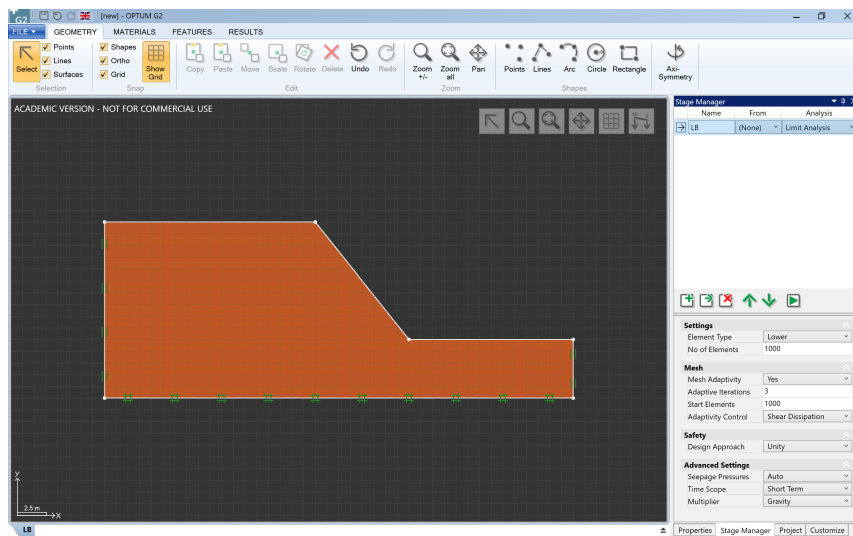 G2 [new] - OPTUM G2
FILE GEOMETRY MATERIALS FEATURES RESULTS
Select
Points
Lines
Surfaces
Selection
Shapes
Ortho
Grid
Show Grid
Snap
Copy Paste Move Scale Rotate Delete Undo Redo
Edit
Zoom +/- Zoom all Pan
Zoom
Points Lines Arc Circle Rectangle
Shapes
Axi-Symmetry
ACADEMIC VERSION - NOT FOR COMMERCIAL USE
y
2.5 m
x
LB
Stage Manager
Name From Analysis
LB (None) Limit Analysis
Settings
Element Type Lower
No of Elements 1000
Mesh
Mesh Adaptivity Yes
Adaptive Iterations 3
Start Elements 1000
Adaptivity Control Shear Dissipation
Safety
Design Approach Unity
Advanced Settings
Seepage Pressures Auto
Time Scope Short Term
Multiplier Gravity
Properties Stage Manager Project Customize